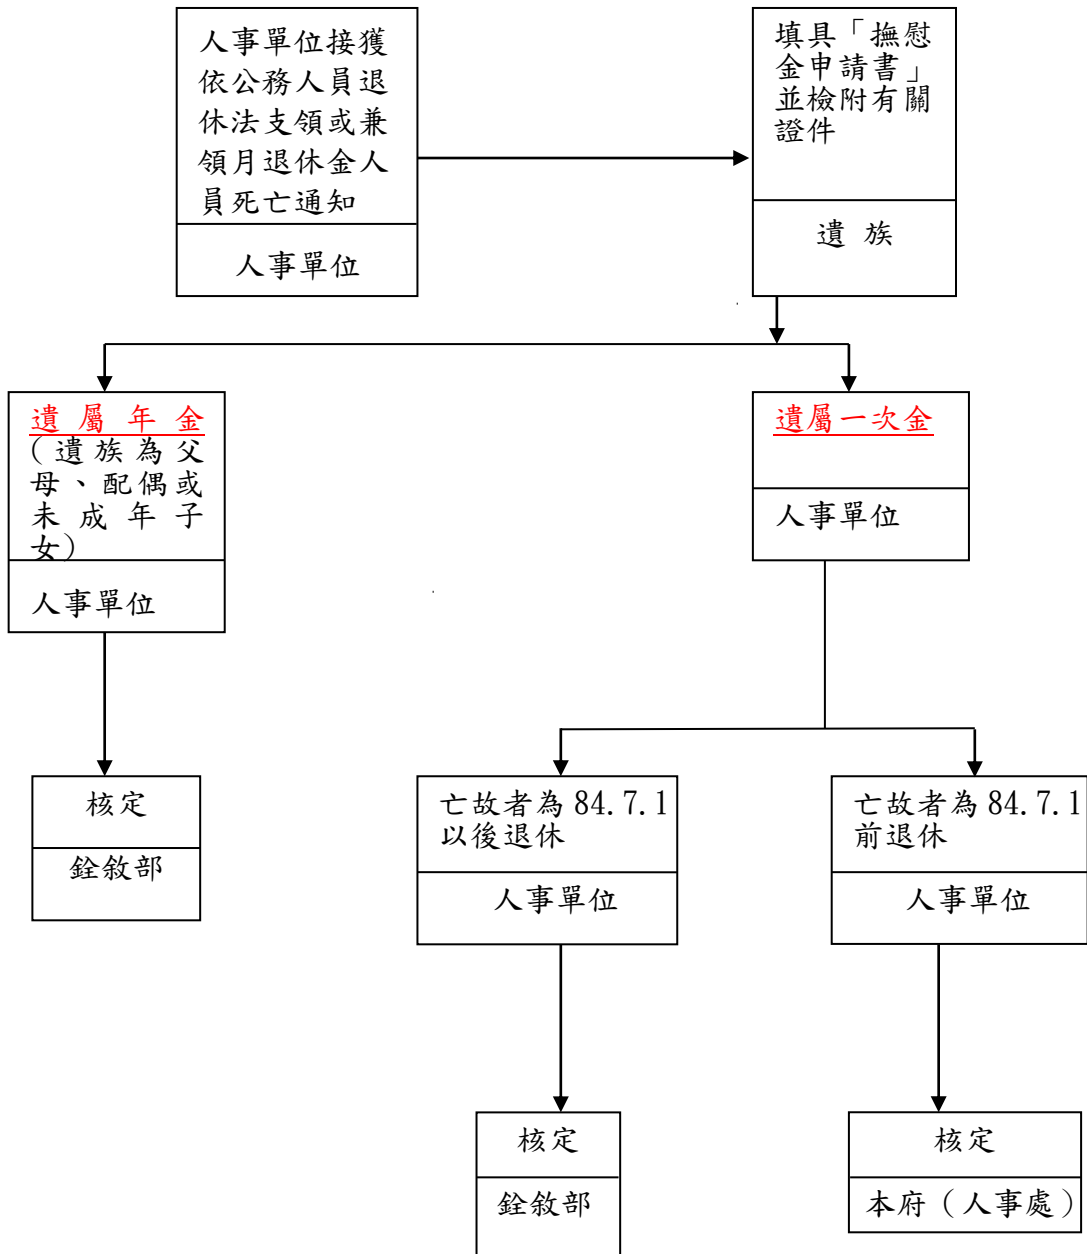 人事單位接獲
依公務人員退
休法支領或兼
領月退休金人
員死亡通知
人事單位
填具「撫慰
金申請書」
並檢附有關
證件
遺 族
遺 屬 年 金
（遺族為父
母、配偶或
未成年子
女）
人事單位
遺屬一次金
人事單位
核定
銓敘部
亡故者為 84.7.1
以後退休
人事單位
亡故者為 84.7.1
前退休
人事單位
核定
銓敘部
核定
本府（人事處）